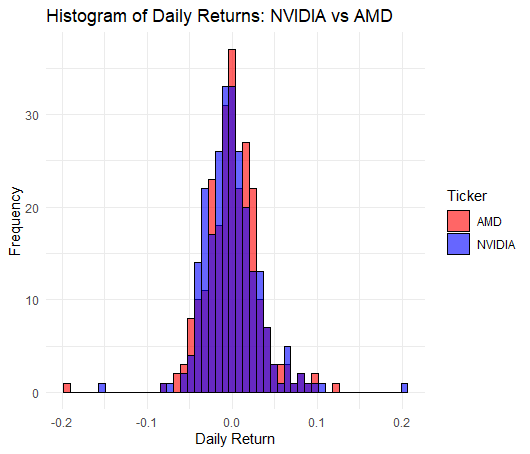 Histogram of Daily Returns: NVIDIA vs AMD
Frequency
30
20
10
0
-0.2
-0.1
0.0
0.1
0.2
Daily Return
Ticker
AMD
NVIDIA